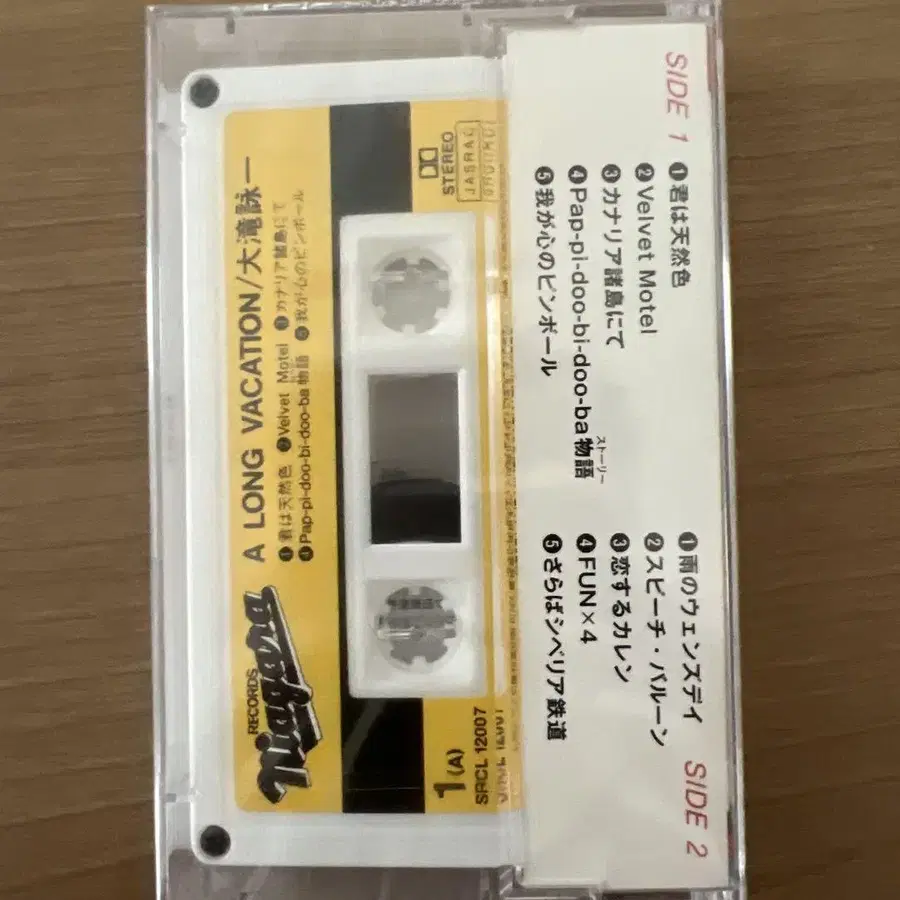 SIDE 1
❶君は天然色
❷Velvet Motel
❸カナリア諸島にて
❹Pap-pi-doo-bi-doo-ba物語
ストーリー
❺我が心のピンボール
SIDE 2
❶雨のウェンズデイ
❷スピーチ・バルーン
❸恋するカレン
❹FUN×4
❺さらばシベリア鉄道
RECORDS
Niagara
A LONG VACATION/大滝詠一
❶君は天然色 ❷Velvet Motel ❸カナリア諸島にて
❹Pap-pi-doo-bi-doo-ba物語 ❺我が心のピンボール
STEREO
JASRAC
1(A)
SRCL 12007